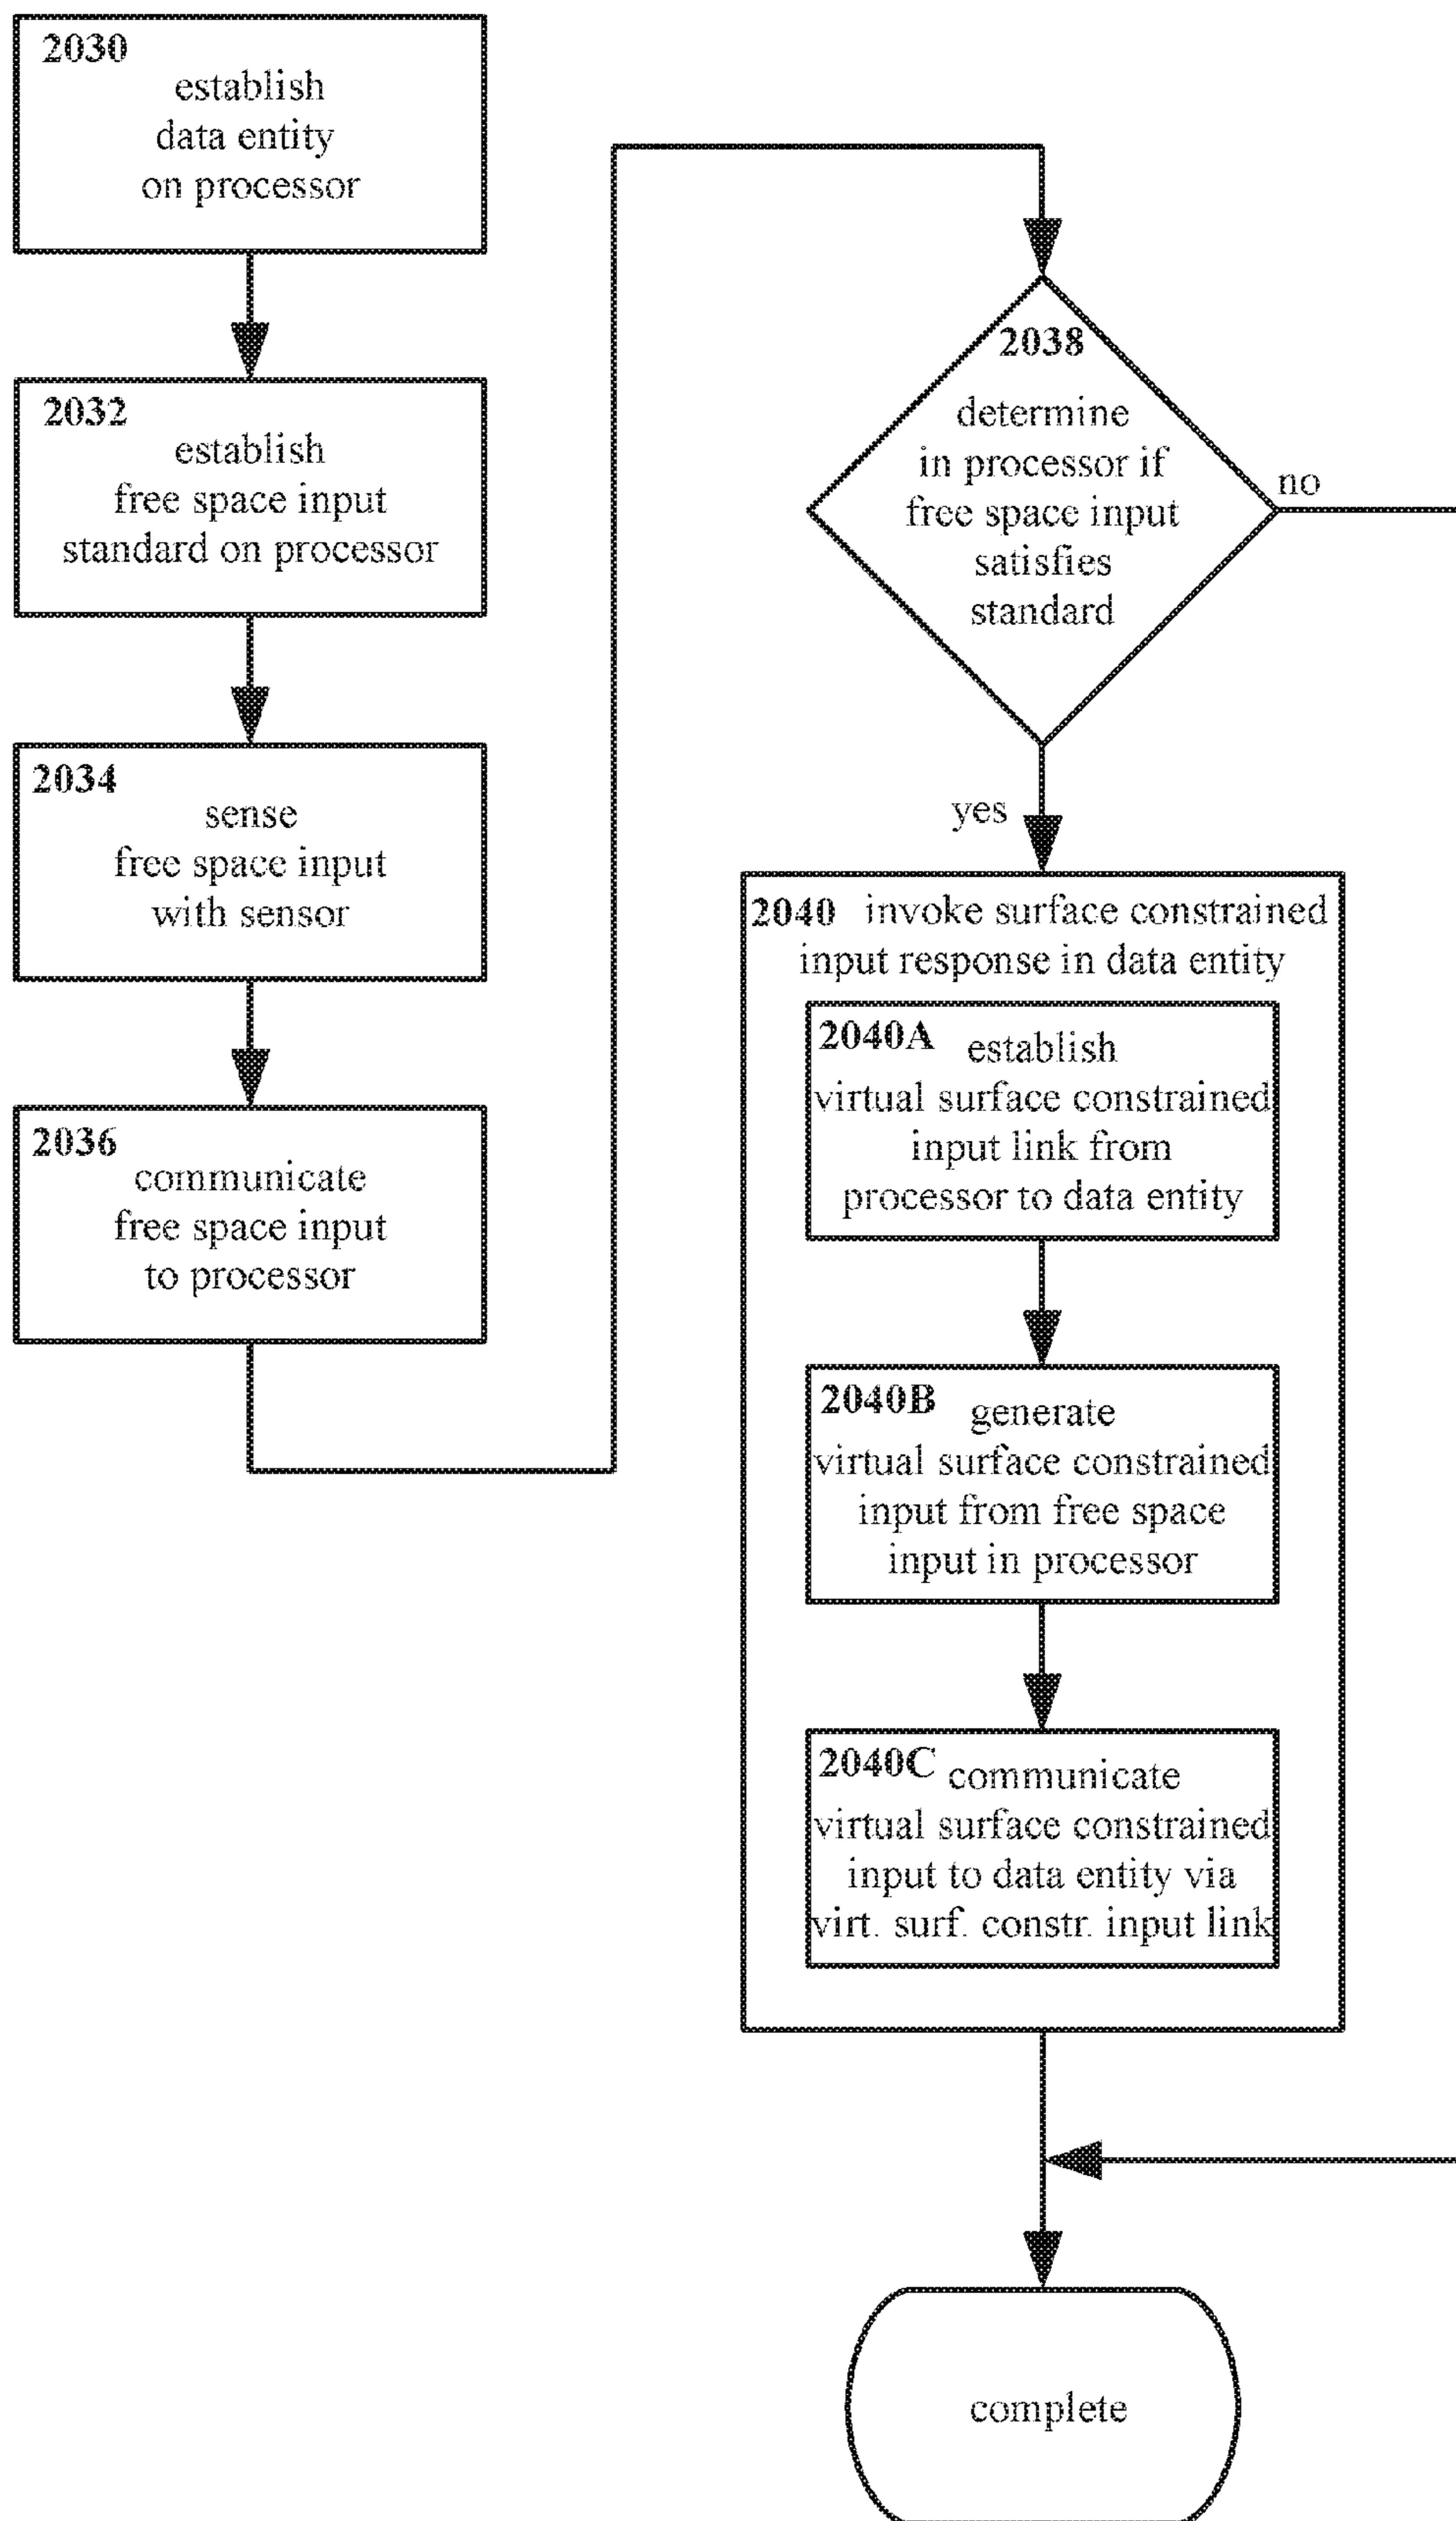 2030
establish
data entity
on processor
2032
establish
free space input
standard on processor
2034
sense
free space input
with sensor
2036
communicate
free space input
to processor
2038
determine
in processor if
free space input
satisfies
standard
no
yes
2040 invoke surface constrained
input response in data entity
2040A establish
virtual surface constrained
input link from
processor to data entity
2040B generate
virtual surface constrained
input from free space
input in processor
2040C communicate
virtual surface constrained
input to data entity via
virt. surf. constr. input link
complete